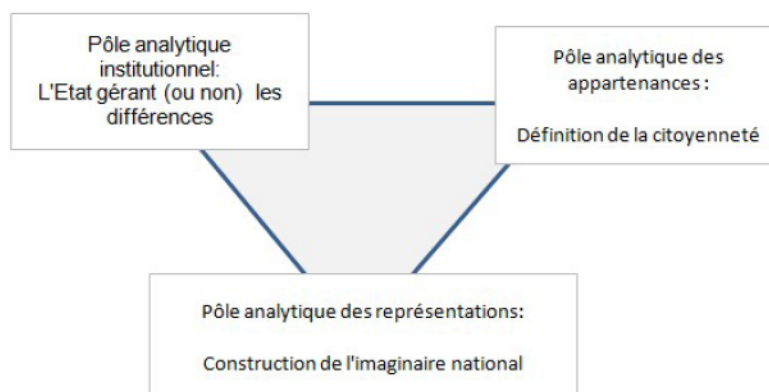 Pôle analytique
institutionnel:
L'Etat gérant (ou non) les
différences
Pôle analytique des
appartenances :
Définition de la citoyenneté
Pôle analytique des représentations:
Construction de l'imaginaire national